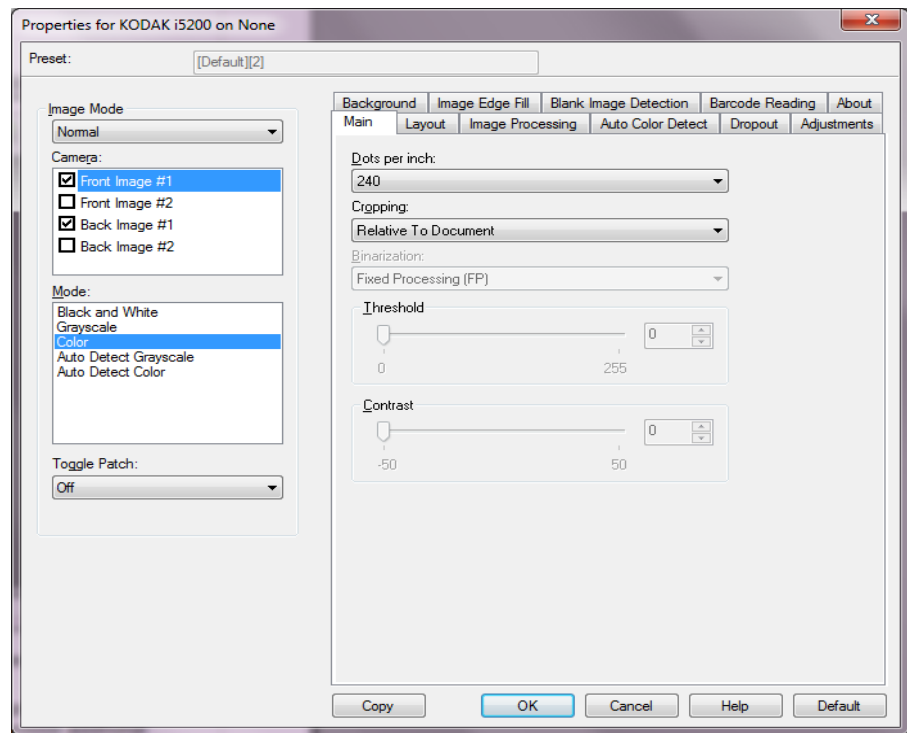 Properties for KODAK i5200 on None
x
Preset:
[Default][2]
Image Mode
Normal
Camera:
Front Image #1
Front Image #2
Back Image #1
Back Image #2
Mode:
Black and White
Grayscale
Color
Auto Detect Grayscale
Auto Detect Color
Toggle Patch:
Off
Background Image Edge Fill Blank Image Detection Barcode Reading About
Main Layout Image Processing Auto Color Detect Dropout Adjustments
Dots per inch:
240
Cropping:
Relative To Document
Binarization:
Fixed Processing (FP)
Threshold
0
0 255
Contrast
0
-50 50
Copy OK Cancel Help Default